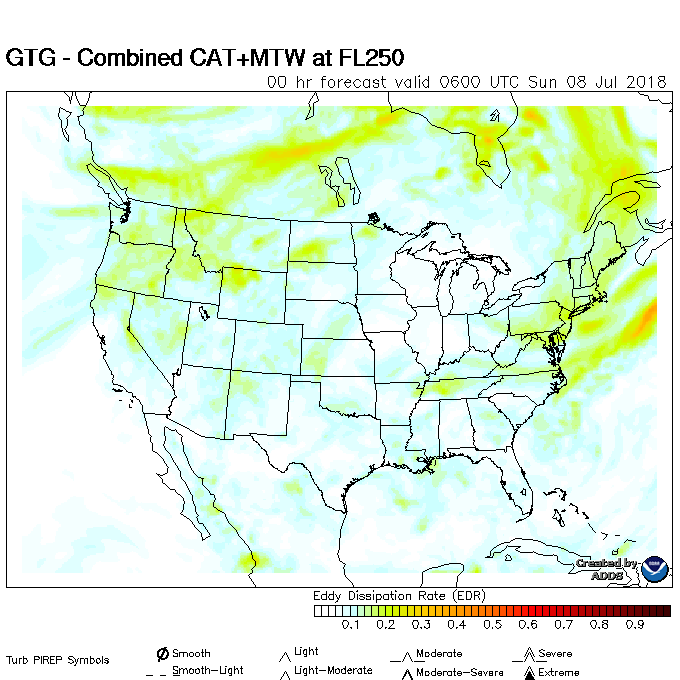 GTG - Combined CAT+MTW at FL250
00 hr forecast valid 0600 UTC Sun 08 Jul 2018
Created by
ADDS
Eddy Dissipation Rate (EDR)
0.1 0.2 0.3 0.4 0.5 0.6 0.7 0.8 0.9
Turb PIREP Symbols
Smooth Light Moderate Severe
Smooth-Light Light-Moderate Moderate-Severe Extreme